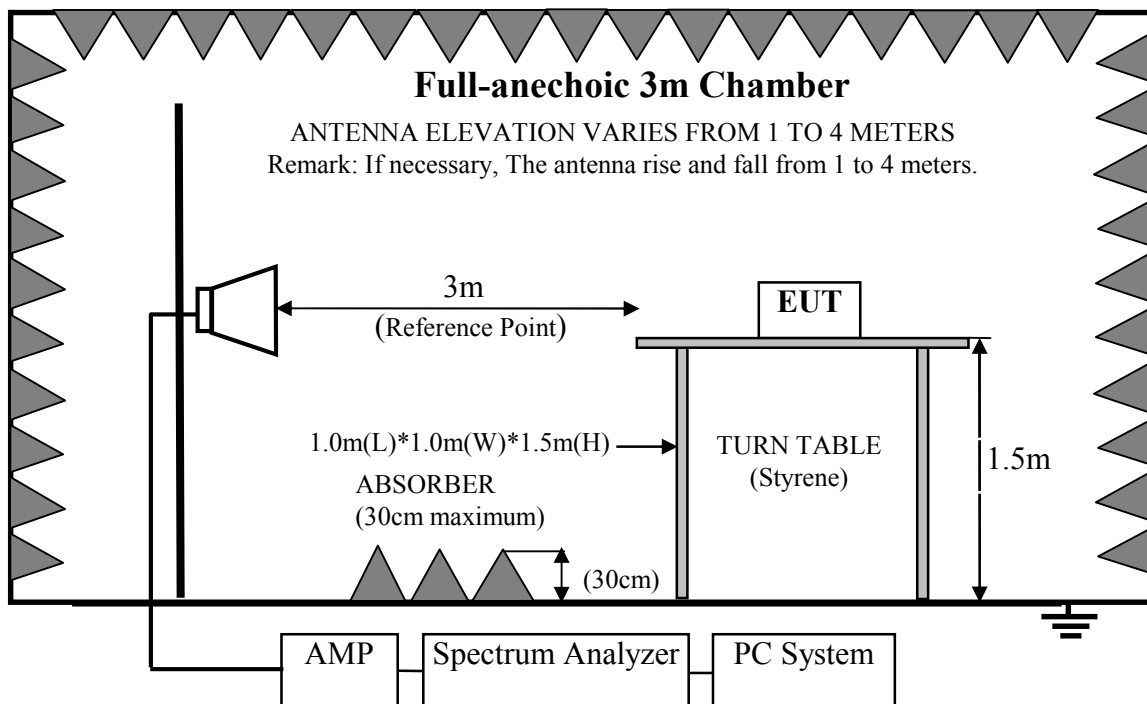 Full-anechoic 3m Chamber
ANTENNA ELEVATION VARIES FROM 1 TO 4 METERS
Remark: If necessary, The antenna rise and fall from 1 to 4 meters.
3m
(Reference Point)
EUT
1.0m(L)*1.0m(W)*1.5m(H)
TURN TABLE
(Styrene)
1.5m
ABSORBER
(30cm maximum)
(30cm)
AMP
Spectrum Analyzer
PC System